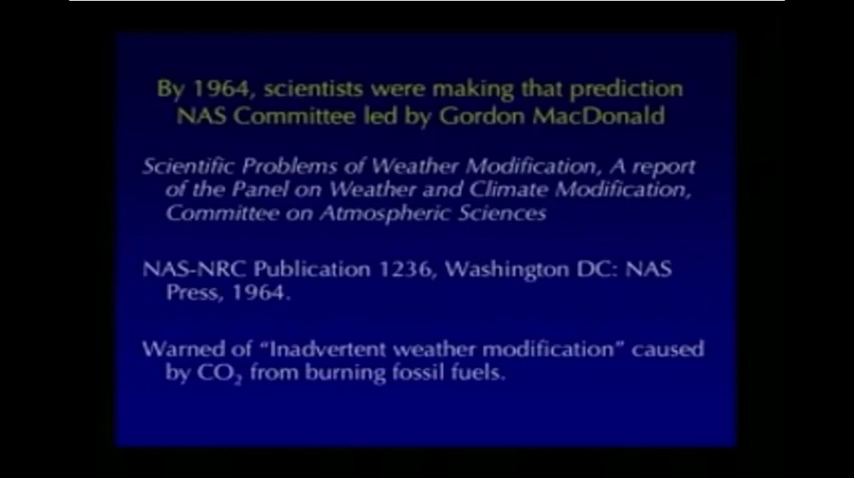 By 1964, scientists were making that prediction
NAS Committee led by Gordon MacDonald
Scientific Problems of Weather Modification, A report
of the Panel on Weather and Climate Modification,
Committee on Atmospheric Sciences
NAS-NRC Publication 1236, Washington DC: NAS
Press, 1964.
Warned of “Inadvertent weather modification” caused
by CO₂ from burning fossil fuels.